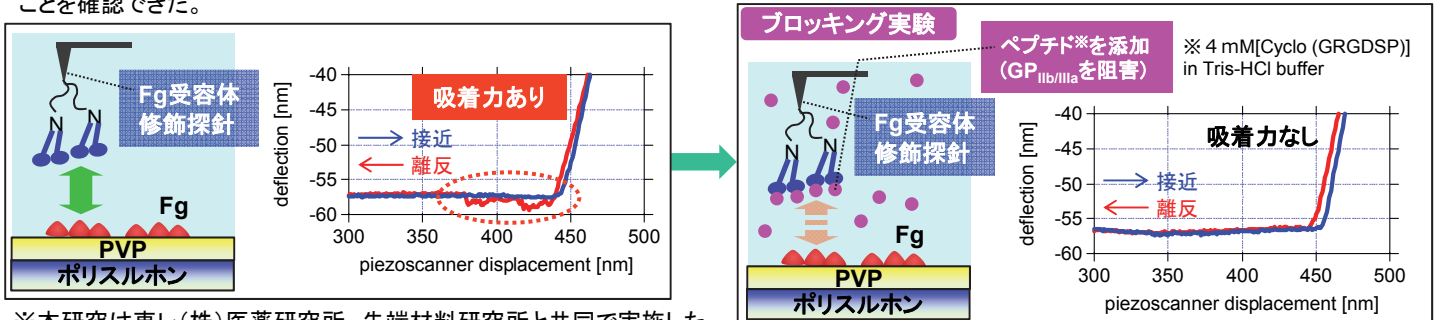 ことを確認できた。
Fg受容体
修飾探針
N N
Fg
PVP
ポリスルホン
吸着力あり
接近
離反
deflection [nm]
-40
-45
-50
-55
-60
300 350 400 450 500
piezoscanner displacement [nm]
ブロッキング実験
ペプチド※を添加
(GPIIb/IIIaを阻害)
※ 4 mM[Cyclo (GRGDSP)]
in Tris-HCl buffer
Fg受容体
修飾探針
N N
Fg
PVP
ポリスルホン
吸着力なし
接近
離反
deflection [nm]
-40
-45
-50
-55
-60
300 350 400 450 500
piezoscanner displacement [nm]
※本研究は東レ(株)医薬研究所、先端材料研究所と共同で実施した